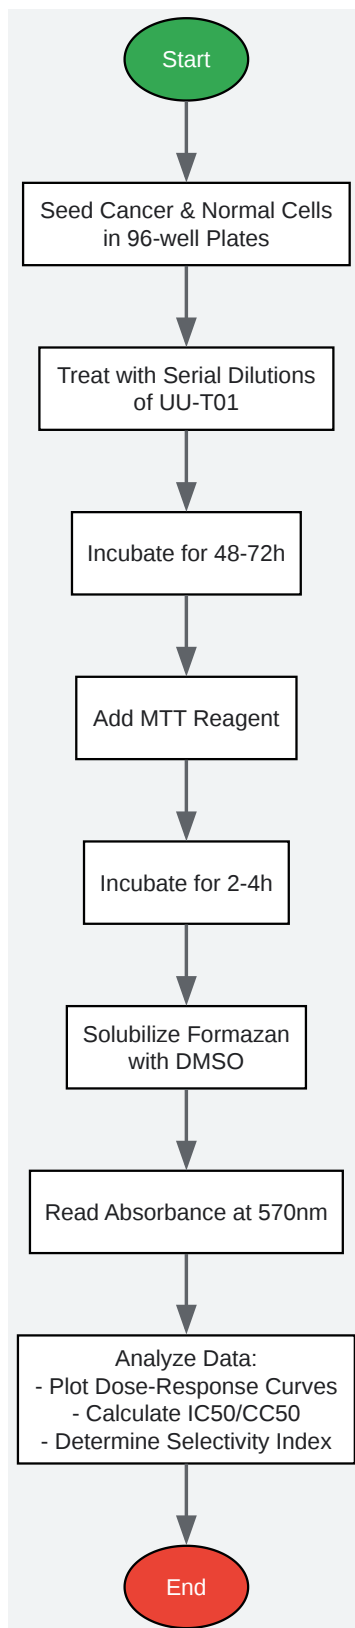 Start
Seed Cancer & Normal Cells
in 96-well Plates
Treat with Serial Dilutions
of UU-T01
Incubate for 48-72h
Add MTT Reagent
Incubate for 2-4h
Solubilize Formazan
with DMSO
Read Absorbance at 570nm
Analyze Data:
- Plot Dose-Response Curves
- Calculate IC50/CC50
- Determine Selectivity Index
End